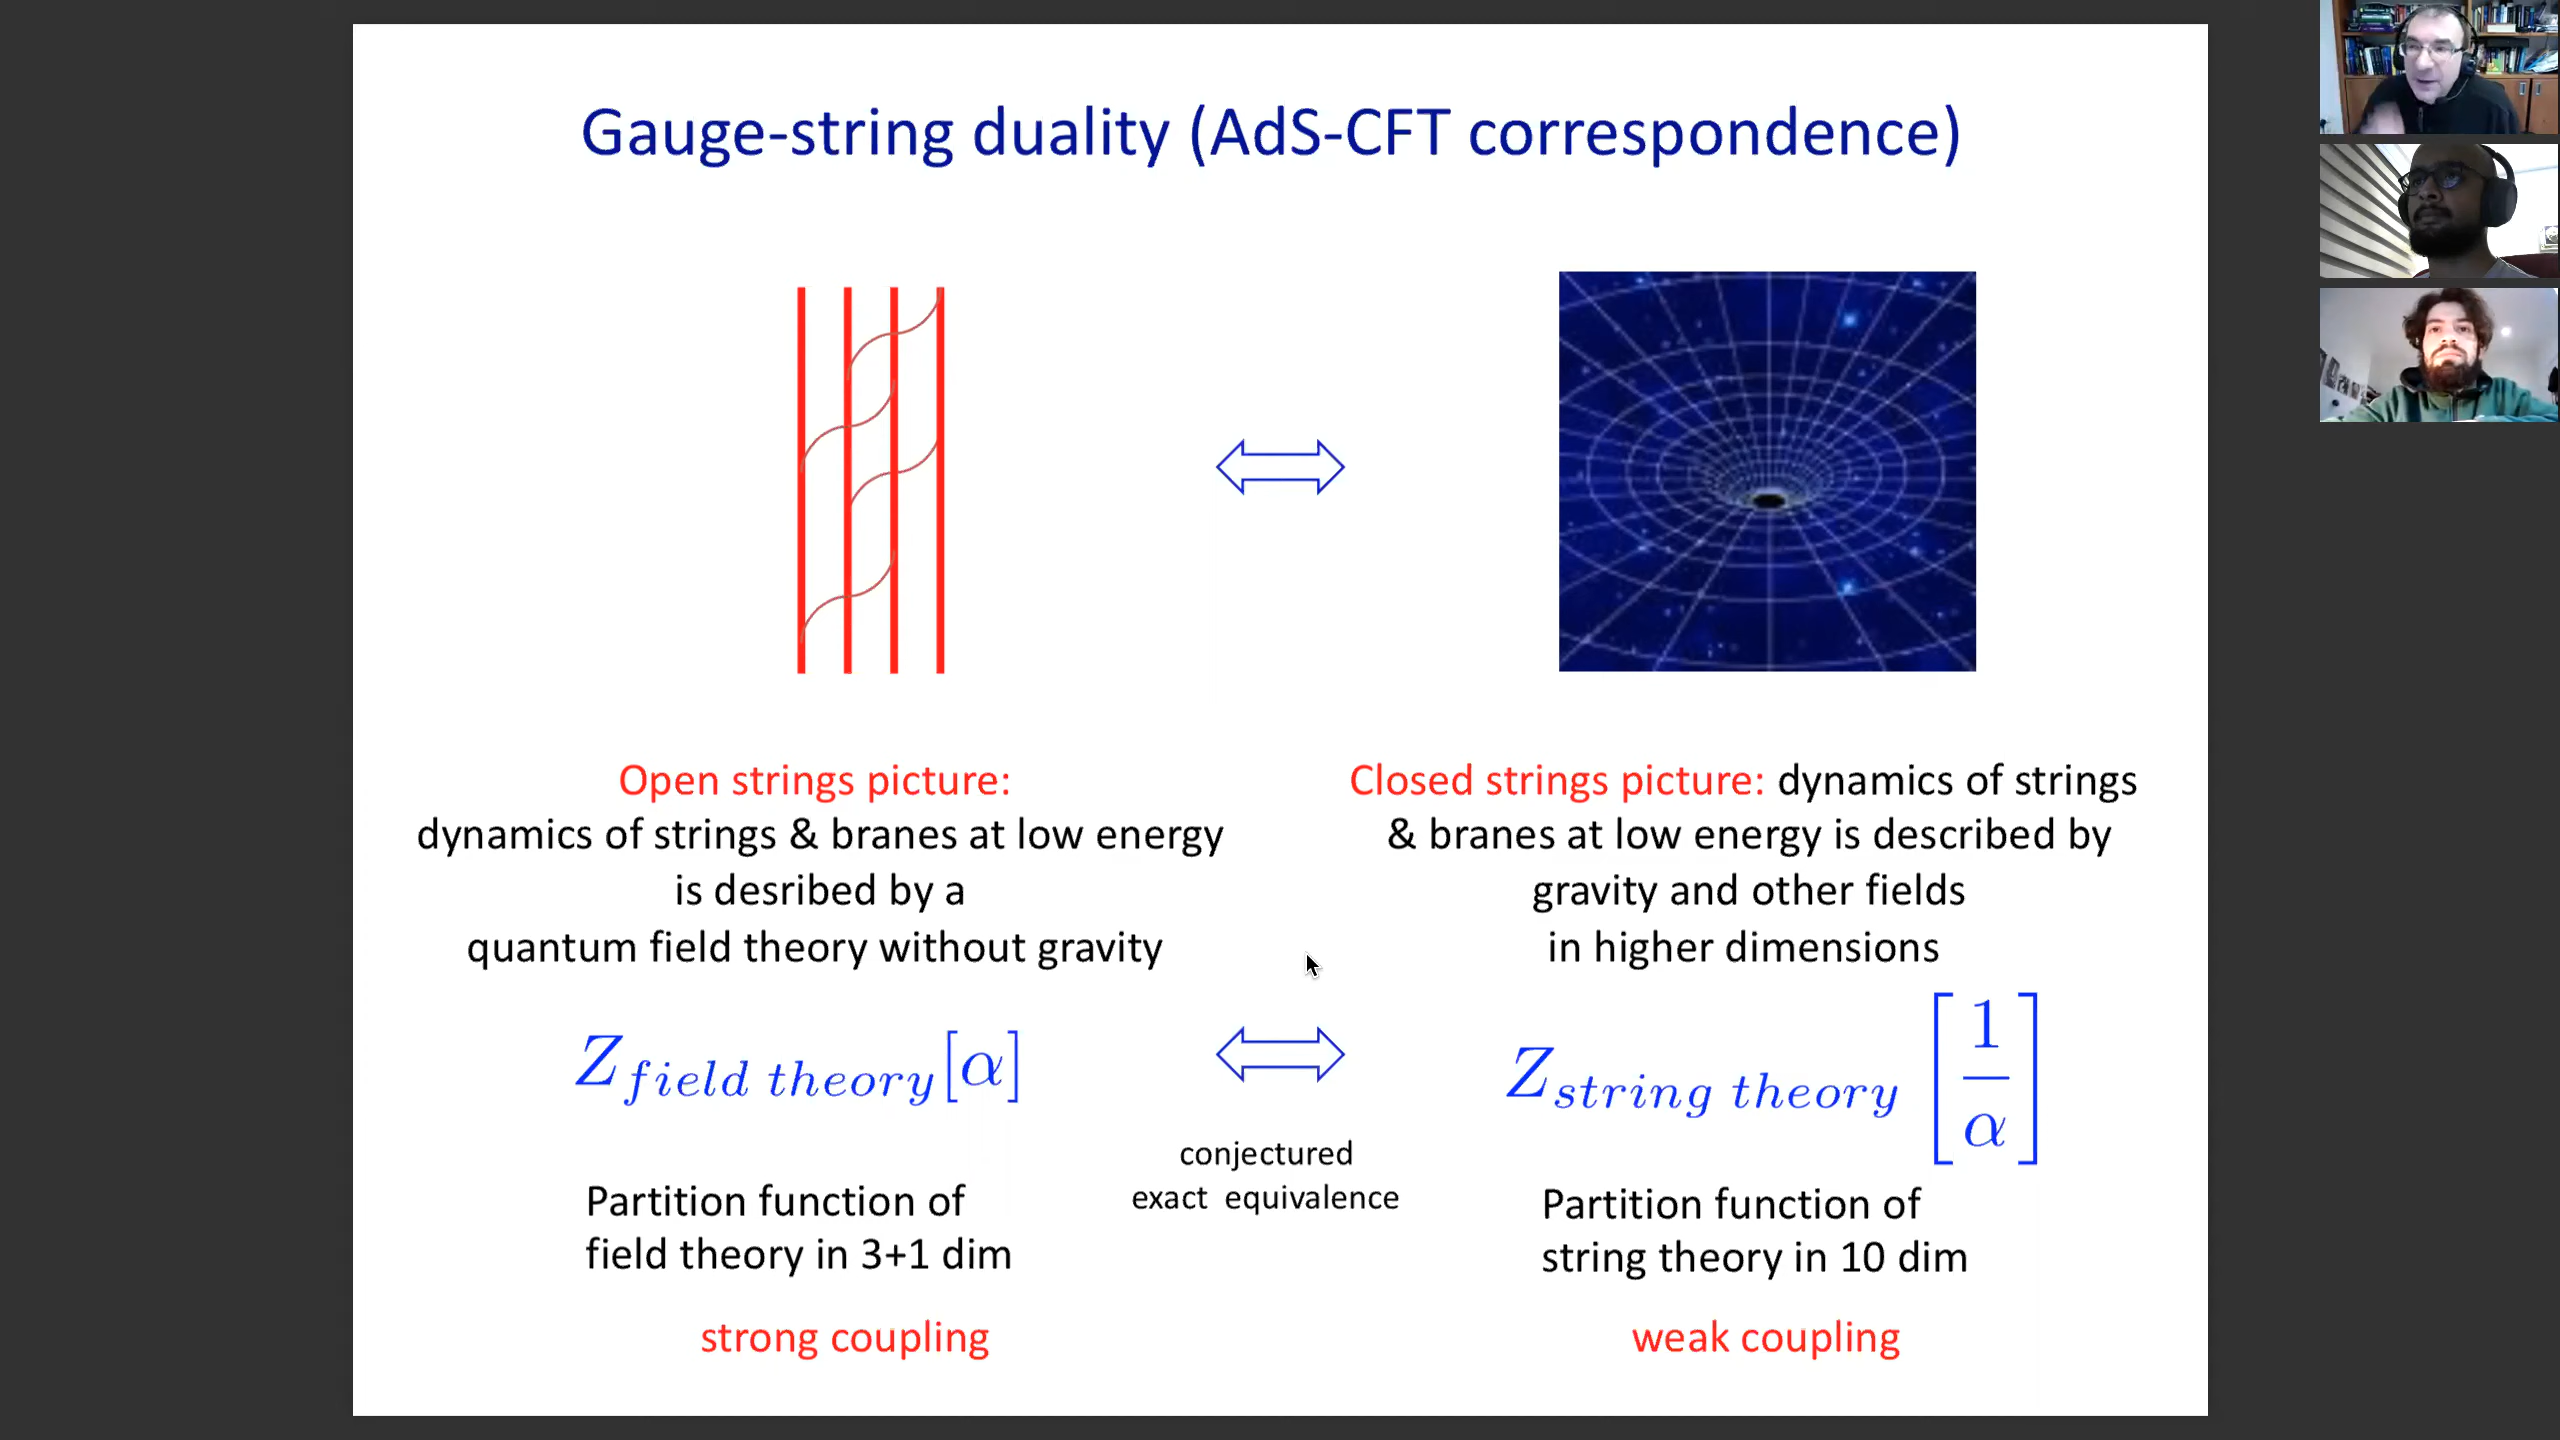 Gauge-string duality (AdS-CFT correspondence)
Open strings picture:
dynamics of strings & branes at low energy
is desribed by a
quantum field theory without gravity
Closed strings picture: dynamics of strings
& branes at low energy is described by
gravity and other fields
in higher dimensions
Z_{field theory}[α]
Z_{string theory}[1/α]
conjectured
exact equivalence
Partition function of
field theory in 3+1 dim
Partition function of
string theory in 10 dim
strong coupling
weak coupling